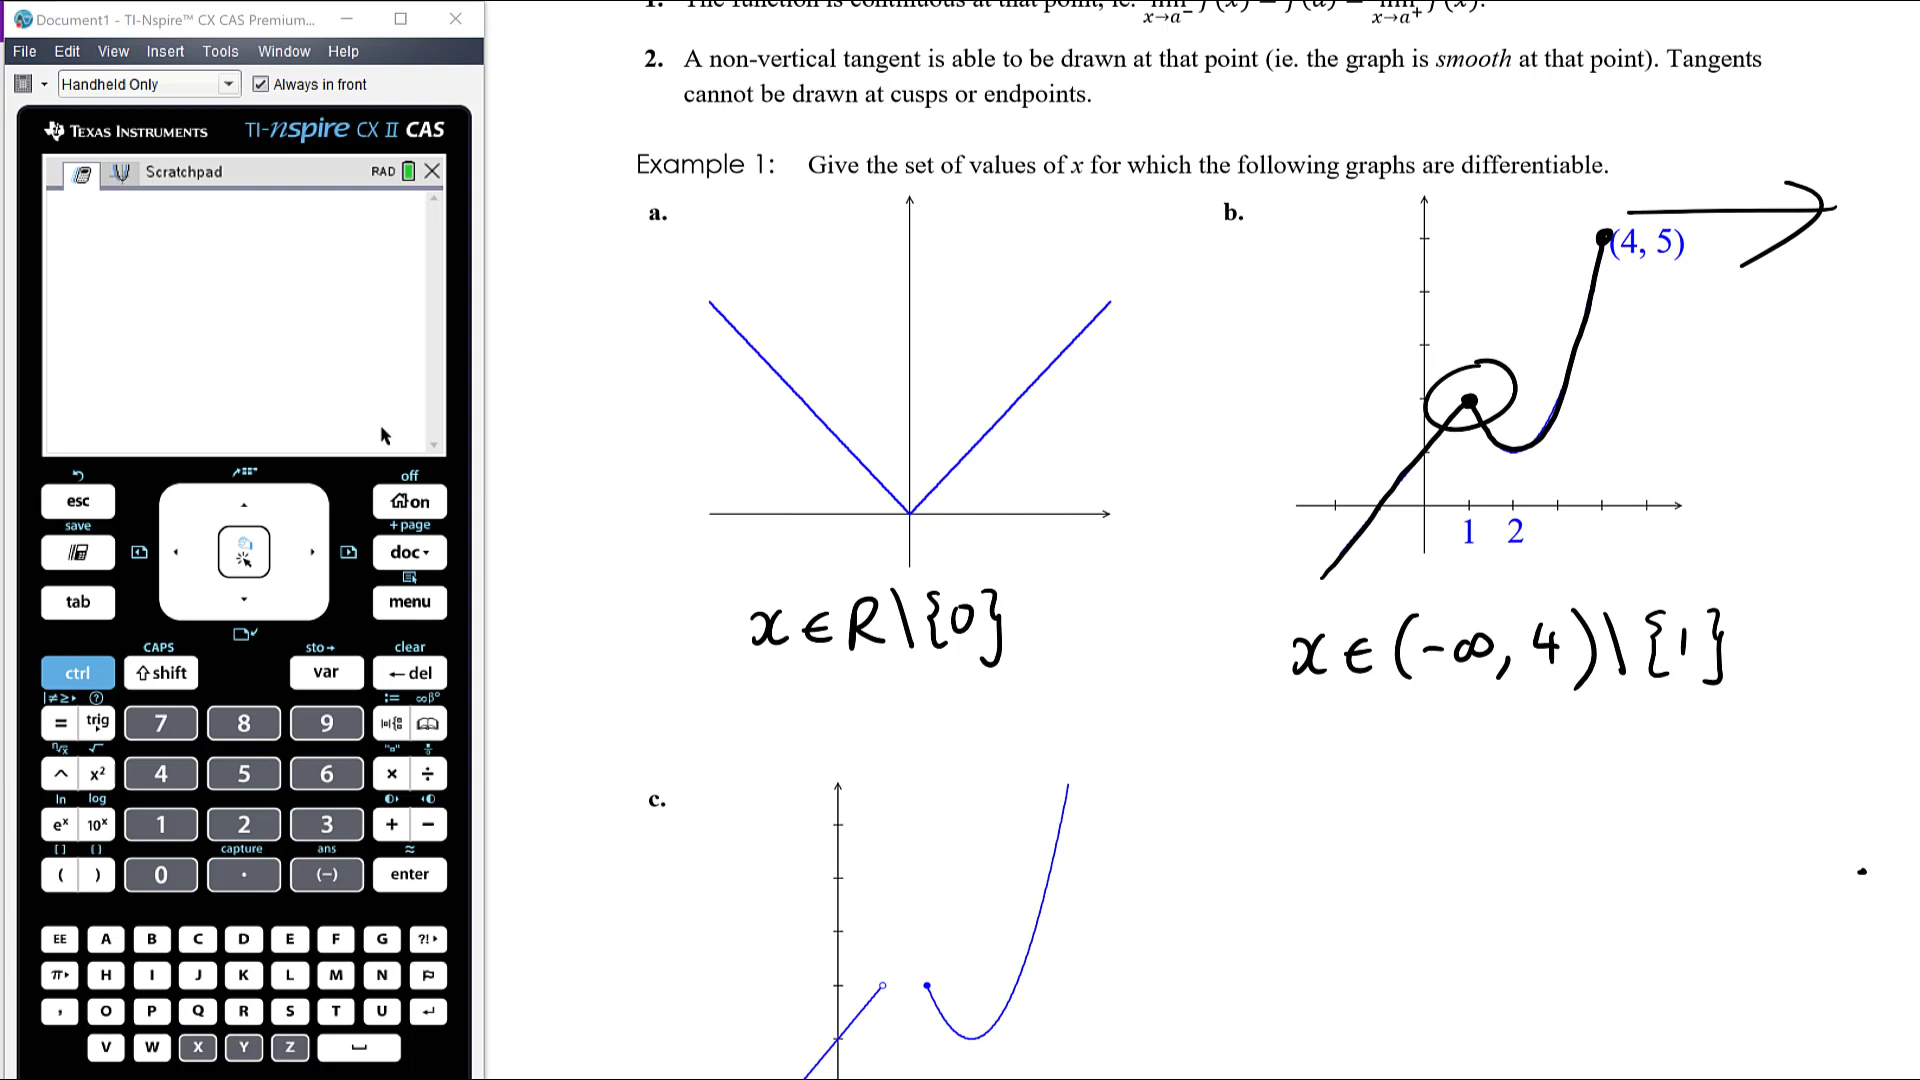 Document1 - TI-Nspire™ CX CAS Premium...
File Edit View Insert Tools Window Help
Handheld Only
Always in front
TEXAS INSTRUMENTS TI-nspire CX II CAS
Scratchpad RAD
esc
off
on
save
+ page
doc
tab
menu
CAPS
sto→
clear
ctrl
shift
var
←del
= trig 7 8 9
^ x² 4 5 6 × ÷
ln log
eˣ 10ˣ 1 2 3 + −
[ ] { } capture ans ≈
( ) 0 . (−) enter
EE A B C D E F G ?!
π H I J K L M N
, O P Q R S T U
V W X Y Z
2. A non-vertical tangent is able to be drawn at that point (ie. the graph is smooth at that point). Tangents
cannot be drawn at cusps or endpoints.
Example 1: Give the set of values of x for which the following graphs are differentiable.
a.
b.
(4, 5)
1 2
x ∈ R\{0}
x ∈ (-∞, 4)\{1}
c.